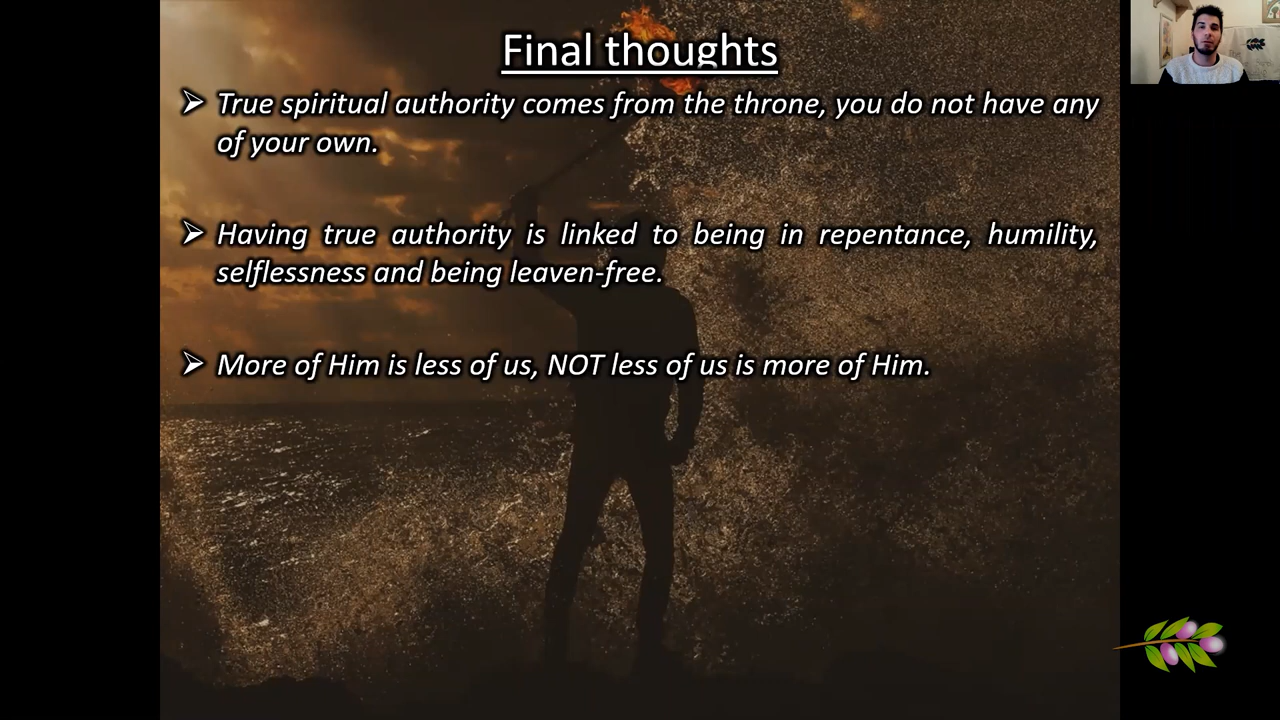 Final thoughts
➢ True spiritual authority comes from the throne, you do not have any
of your own.
➢ Having true authority is linked to being in repentance, humility,
selflessness and being leaven-free.
➢ More of Him is less of us, NOT less of us is more of Him.